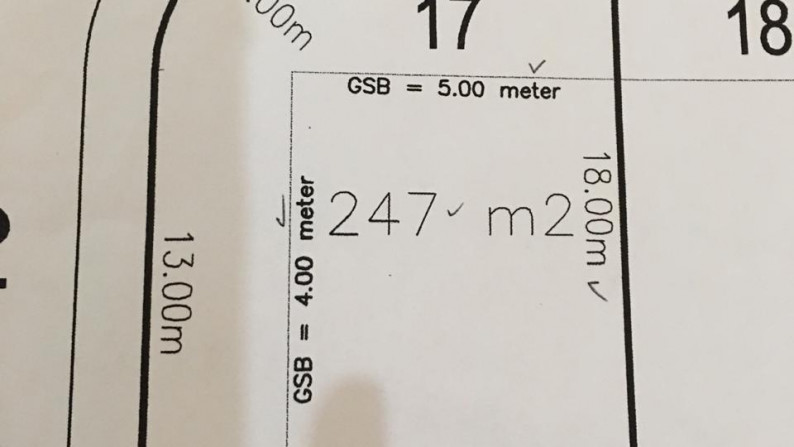 .00m
17
18
GSB = 5.00 meter
18.00m
247 m2
GSB = 4.00 meter
13.00m